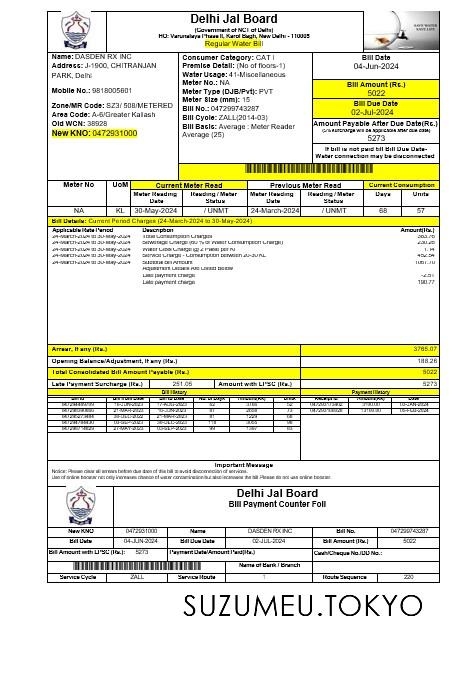 Delhi Jal Board
(Government of NCT of Delhi)
HO: Varunalaya Phase-II, Karol Bagh, New Delhi - 110005
Regular Water Bill
SAVE WATER
SAVE LIFE
Name: DASDEN RX INC
Address: J-1900, CHITRANJAN
PARK, Delhi
Mobile No.: 9818005601
Zone/MR Code: SZ3/ 508/METERED
Area Code: A-6/Greater Kailash
Old WCN: 38928
New KNO: 0472931000
Consumer Category: CAT I
Premise Detail: (No of floors-1)
Water Usage: 41-Miscellaneous
Meter No.: NA
Meter Type (DJB/Pvt): PVT
Meter Size (mm): 15
Bill No.: 047299743287
Bill Cycle: ZALL(2014-03)
Bill Basis: Average : Meter Reader
Average (25)
Bill Date
04-Jun-2024
Bill Amount (Rs.)
5022
Bill Due Date
02-Jul-2024
Amount Payable After Due Date(Rs.)
(5% surcharge will be applicable after due date)
5273
If bill is not paid till Bill Due Date-
Water connection may be disconnected
Meter No UoM Current Meter Read Previous Meter Read Current Consumption
Meter Reading Date Reading / Meter Status Meter Reading Date Reading / Meter Status Days Units
NA KL 30-May-2024 / UNMT 24-March-2024 / UNMT 68 57
Bill Details: Current Period Charges (24-March-2024 to 30-May-2024)
Applicable Rate Period Description Amount(Rs.)
24-March-2024 to 30-May-2024 Total Consumption Charges
24-March-2024 to 30-May-2024 Sewerage Charge (60 % of Water Consumption Charge)
24-March-2024 to 30-May-2024 Water Cess Charge @ 2 Paise per KL
24-March-2024 to 30-May-2024 Service Charge - Consumption between 20-30 KL
Subtotal Bill Amount
Adjustment Details Are Listed Below
Late payment charge -2.51
Late payment charge 190.77
Arrear, If any (Rs.) 3765.07
Opening Balance/Adjustment, If any (Rs.) 188.26
Total Consolidated Bill Amount Payable (Rs.) 5022
Late Payment Surcharge (Rs.) 251.05 Amount with LPSC (Rs.) 5273
Bill History Payment History
Important Message
Notice: Please clear all arrears before due date of this bill to avoid disconnection of services.
Use of online booster not only increases chance of water contamination but also increases the bill. Please do not use online booster.
Delhi Jal Board
Bill Payment Counter Foil
New KNO 0472931000 Name DASDEN RX INC Bill No. 047299743287
Bill Date 04-JUN-2024 Bill Due Date 02-JUL-2024 Bill Amount (Rs.) 5022
Bill Amount with LPSC (Rs.): 5273 Payment Date/Amount Paid(Rs.) Cash/Cheque No./DD No.:
Name of Bank / Branch
Service Cycle ZALL Service Route 1 Route Sequence 220
SUZUMEU.TOKYO